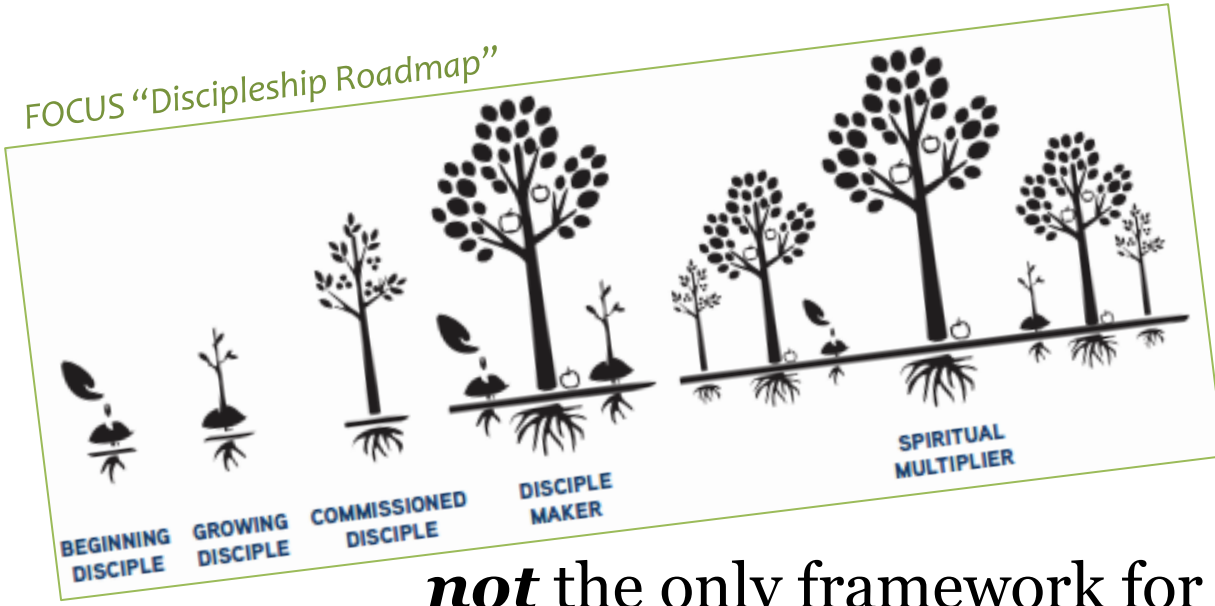 FOCUS “Discipleship Roadmap”
BEGINNING
DISCIPLE
GROWING
DISCIPLE
COMMISSIONED
DISCIPLE
DISCIPLE
MAKER
SPIRITUAL
MULTIPLIER
not the only framework for